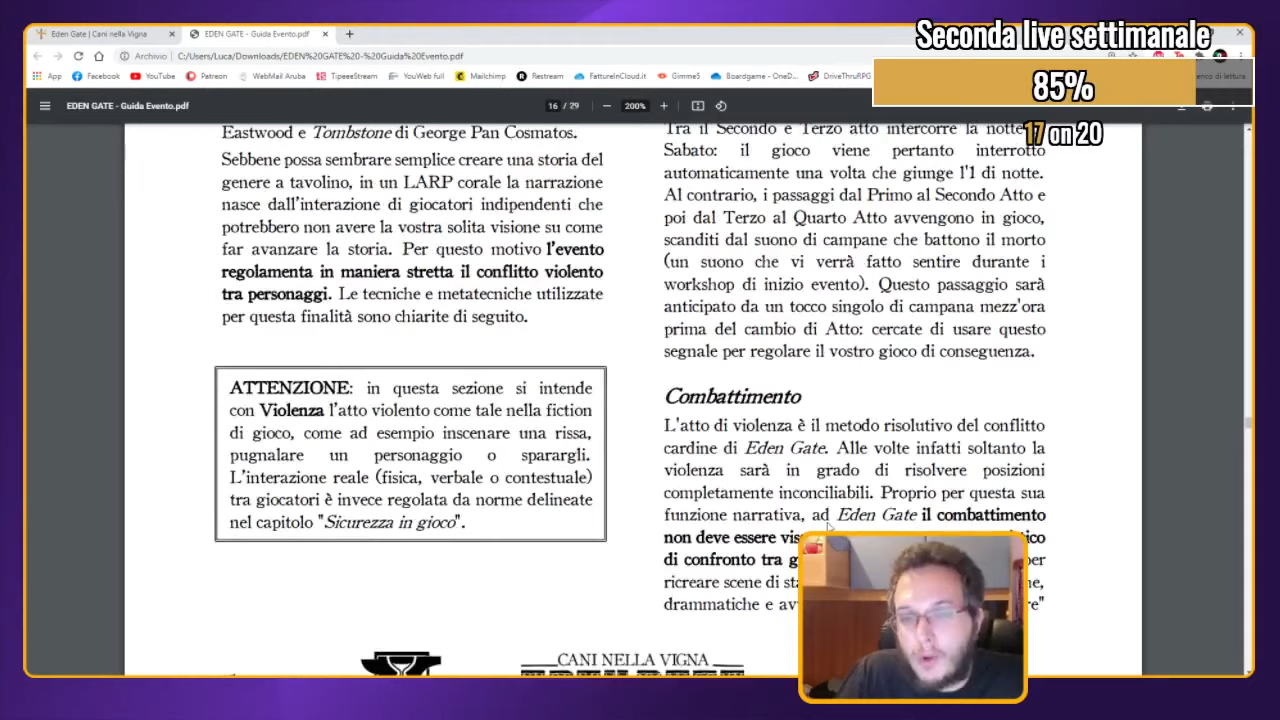 Seconda live settimanale
85%
17 on 20
Eden Gate | Cani nella Vigna
EDEN GATE - Guida Evento.pdf
Archivio
C:/Users/Luca/Downloads/EDEN%20GATE%20-%20Guida%20Evento.pdf
App Facebook YouTube Patreon WebMail Aruba TipeeeStream YouWeb full Mailchimp Restream FattureInCloud.it Gimme5 Boardgame - OneD... DriveThruRPG
EDEN GATE - Guida Evento.pdf
16 / 29
200%
Eastwood e Tombstone di George Pan Cosmatos.
Sebbene possa sembrare semplice creare una storia del
genere a tavolino, in un LARP corale la narrazione
nasce dall'interazione di giocatori indipendenti che
potrebbero non avere la vostra solita visione su come
far avanzare la storia. Per questo motivo l'evento
regolamenta in maniera stretta il conflitto violento
tra personaggi. Le tecniche e metatecniche utilizzate
per questa finalità sono chiarite di seguito.
ATTENZIONE: in questa sezione si intende
con Violenza l'atto violento come tale nella fiction
di gioco, come ad esempio inscenare una rissa,
pugnalare un personaggio o sparargli.
L'interazione reale (fisica, verbale o contestuale)
tra giocatori è invece regolata da norme delineate
nel capitolo "Sicurezza in gioco".
Tra il Secondo e Terzo atto intercorre la notte
Sabato: il gioco viene pertanto interrotto
automaticamente una volta che giunge l'1 di notte.
Al contrario, i passaggi dal Primo al Secondo Atto e
poi dal Terzo al Quarto Atto avvengono in gioco,
scanditi dal suono di campane che battono il morto
(un suono che vi verrà fatto sentire durante i
workshop di inizio evento). Questo passaggio sarà
anticipato da un tocco singolo di campana mezz'ora
prima del cambio di Atto: cercate di usare questo
segnale per regolare il vostro gioco di conseguenza.
Combattimento
L'atto di violenza è il metodo risolutivo del conflitto
cardine di Eden Gate. Alle volte infatti soltanto la
violenza sarà in grado di risolvere posizioni
completamente inconciliabili. Proprio per questa sua
funzione narrativa, ad Eden Gate il combattimento
non deve essere
di confronto tra
ricreare scene di
drammatiche e
CANI NELLA VIGNA